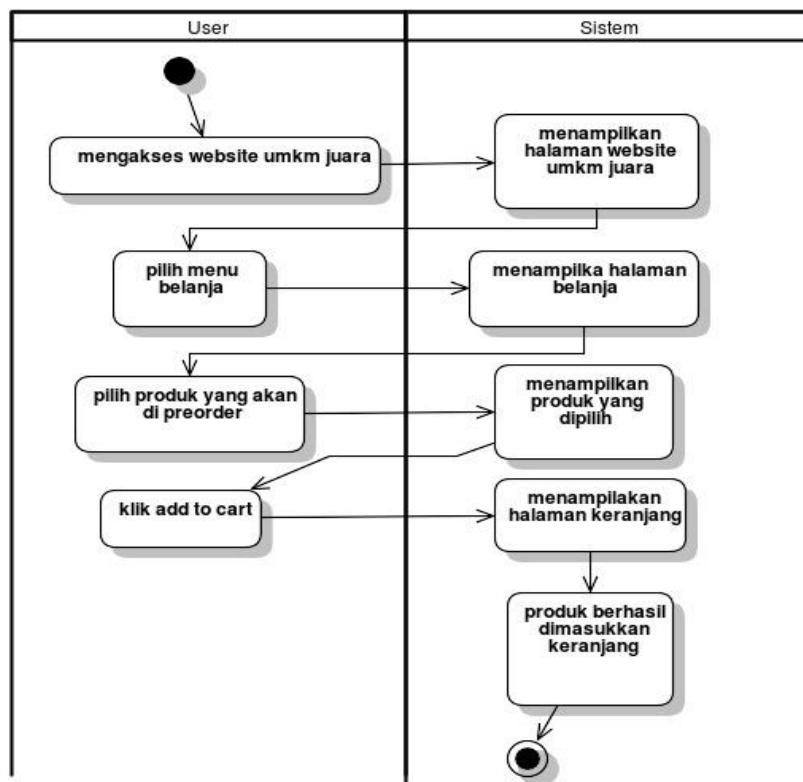 User
Sistem
mengakses website umkm juara
menampilkan
halaman website
umkm juara
pilih menu
belanja
menampilka halaman
belanja
pilih produk yang akan
di preorder
menampilkan
produk yang
dipilih
klik add to cart
menampilakan
halaman keranjang
produk berhasil
dimasukkan
keranjang